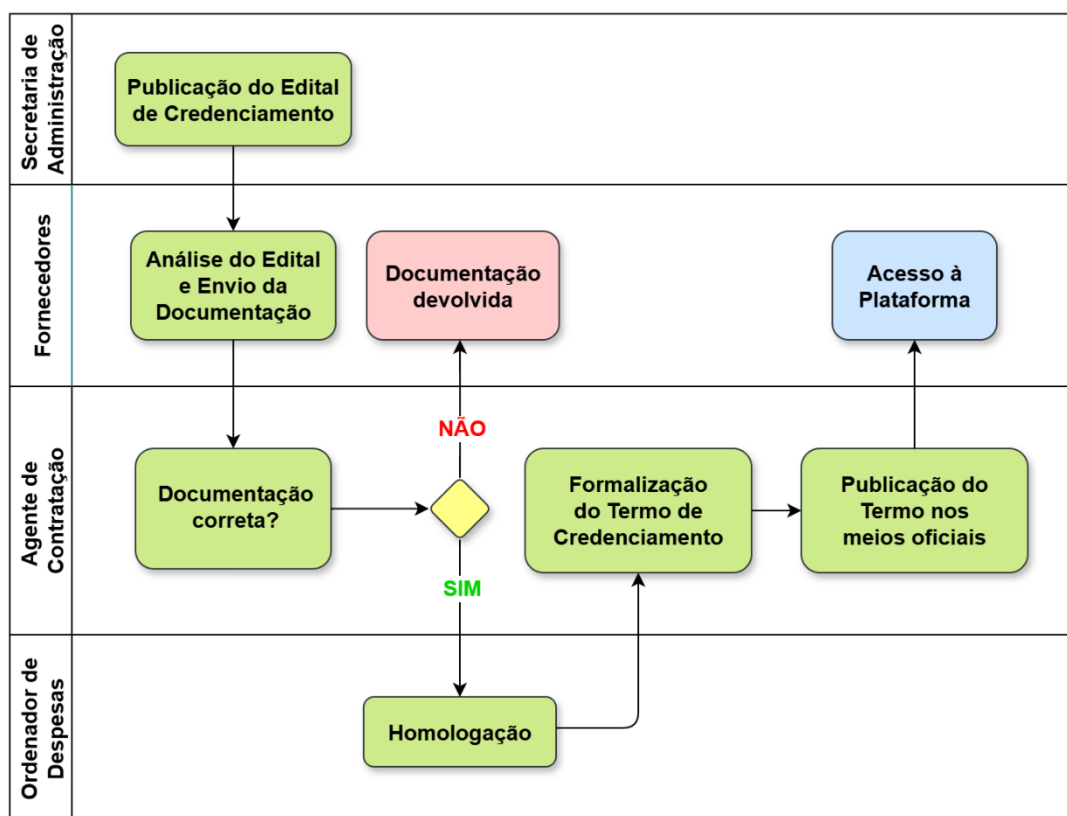 Secretaria de
Administração
Publicação do Edital
de Credenciamento
Fornecedores
Análise do Edital
e Envio da
Documentação
Documentação
devolvida
Acesso à
Plataforma
Agente de
Contratação
Documentação
correta?
NÃO
SIM
Formalização
do Termo de
Credenciamento
Publicação do
Termo nos
meios oficiais
Ordenador de
Despesas
Homologação